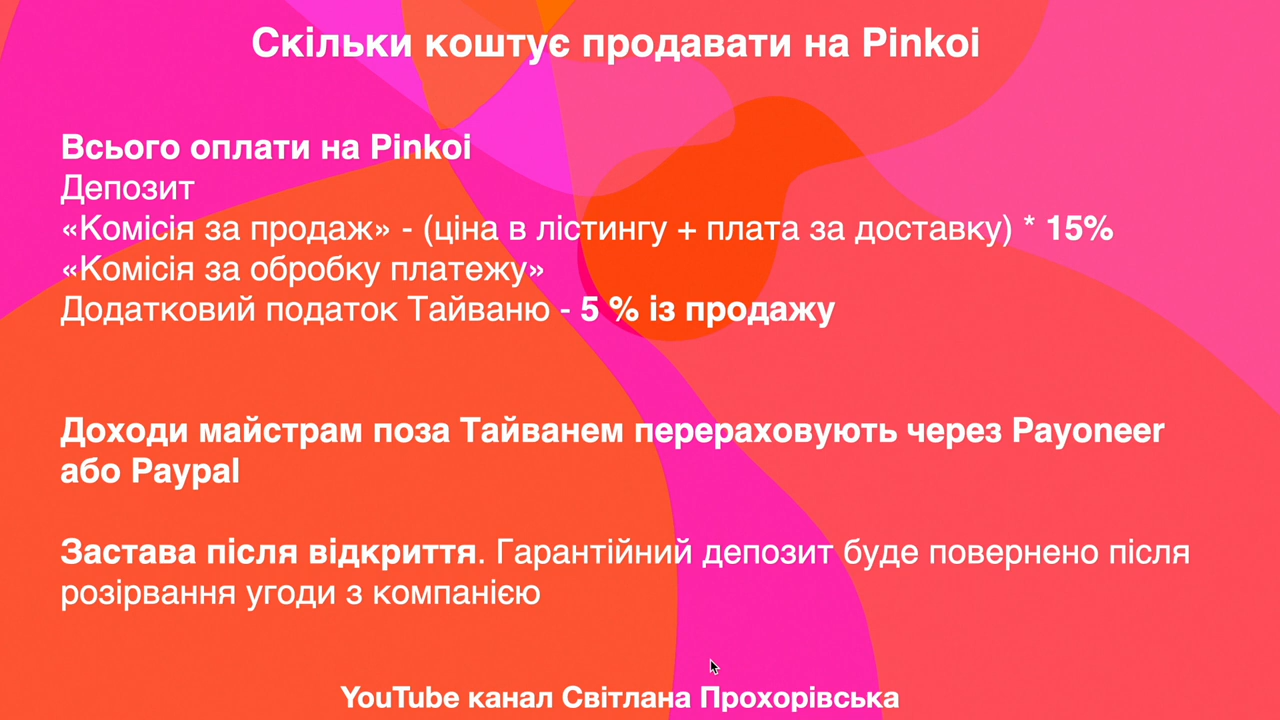 Скільки коштує продавати на Pinkoi
Всього оплати на Pinkoi
Депозит
«Комісія за продаж» - (ціна в лістингу + плата за доставку) * 15%
«Комісія за обробку платежу»
Додатковий податок Тайваню - 5 % із продажу
Доходи майстрам поза Тайванем перераховують через Payoneer
або Paypal
Застава після відкриття. Гарантійний депозит буде повернено після
розірвання угоди з компанією
YouTube канал Світлана Прохорівська